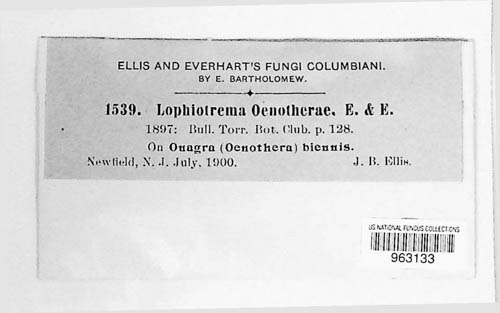 ELLIS AND EVERHART'S FUNGI COLUMBIANI.
BY E. BARTHOLOMEW.
1539. Lophiotrema Oenotherae, E. & E.
1897: Bull. Torr. Bot. Club. p. 128.
On Onagra (Oenothera) biennis.
Newfield, N. J. July, 1900. J. B. Ellis.
US NATIONAL FUNGUS COLLECTIONS
963133